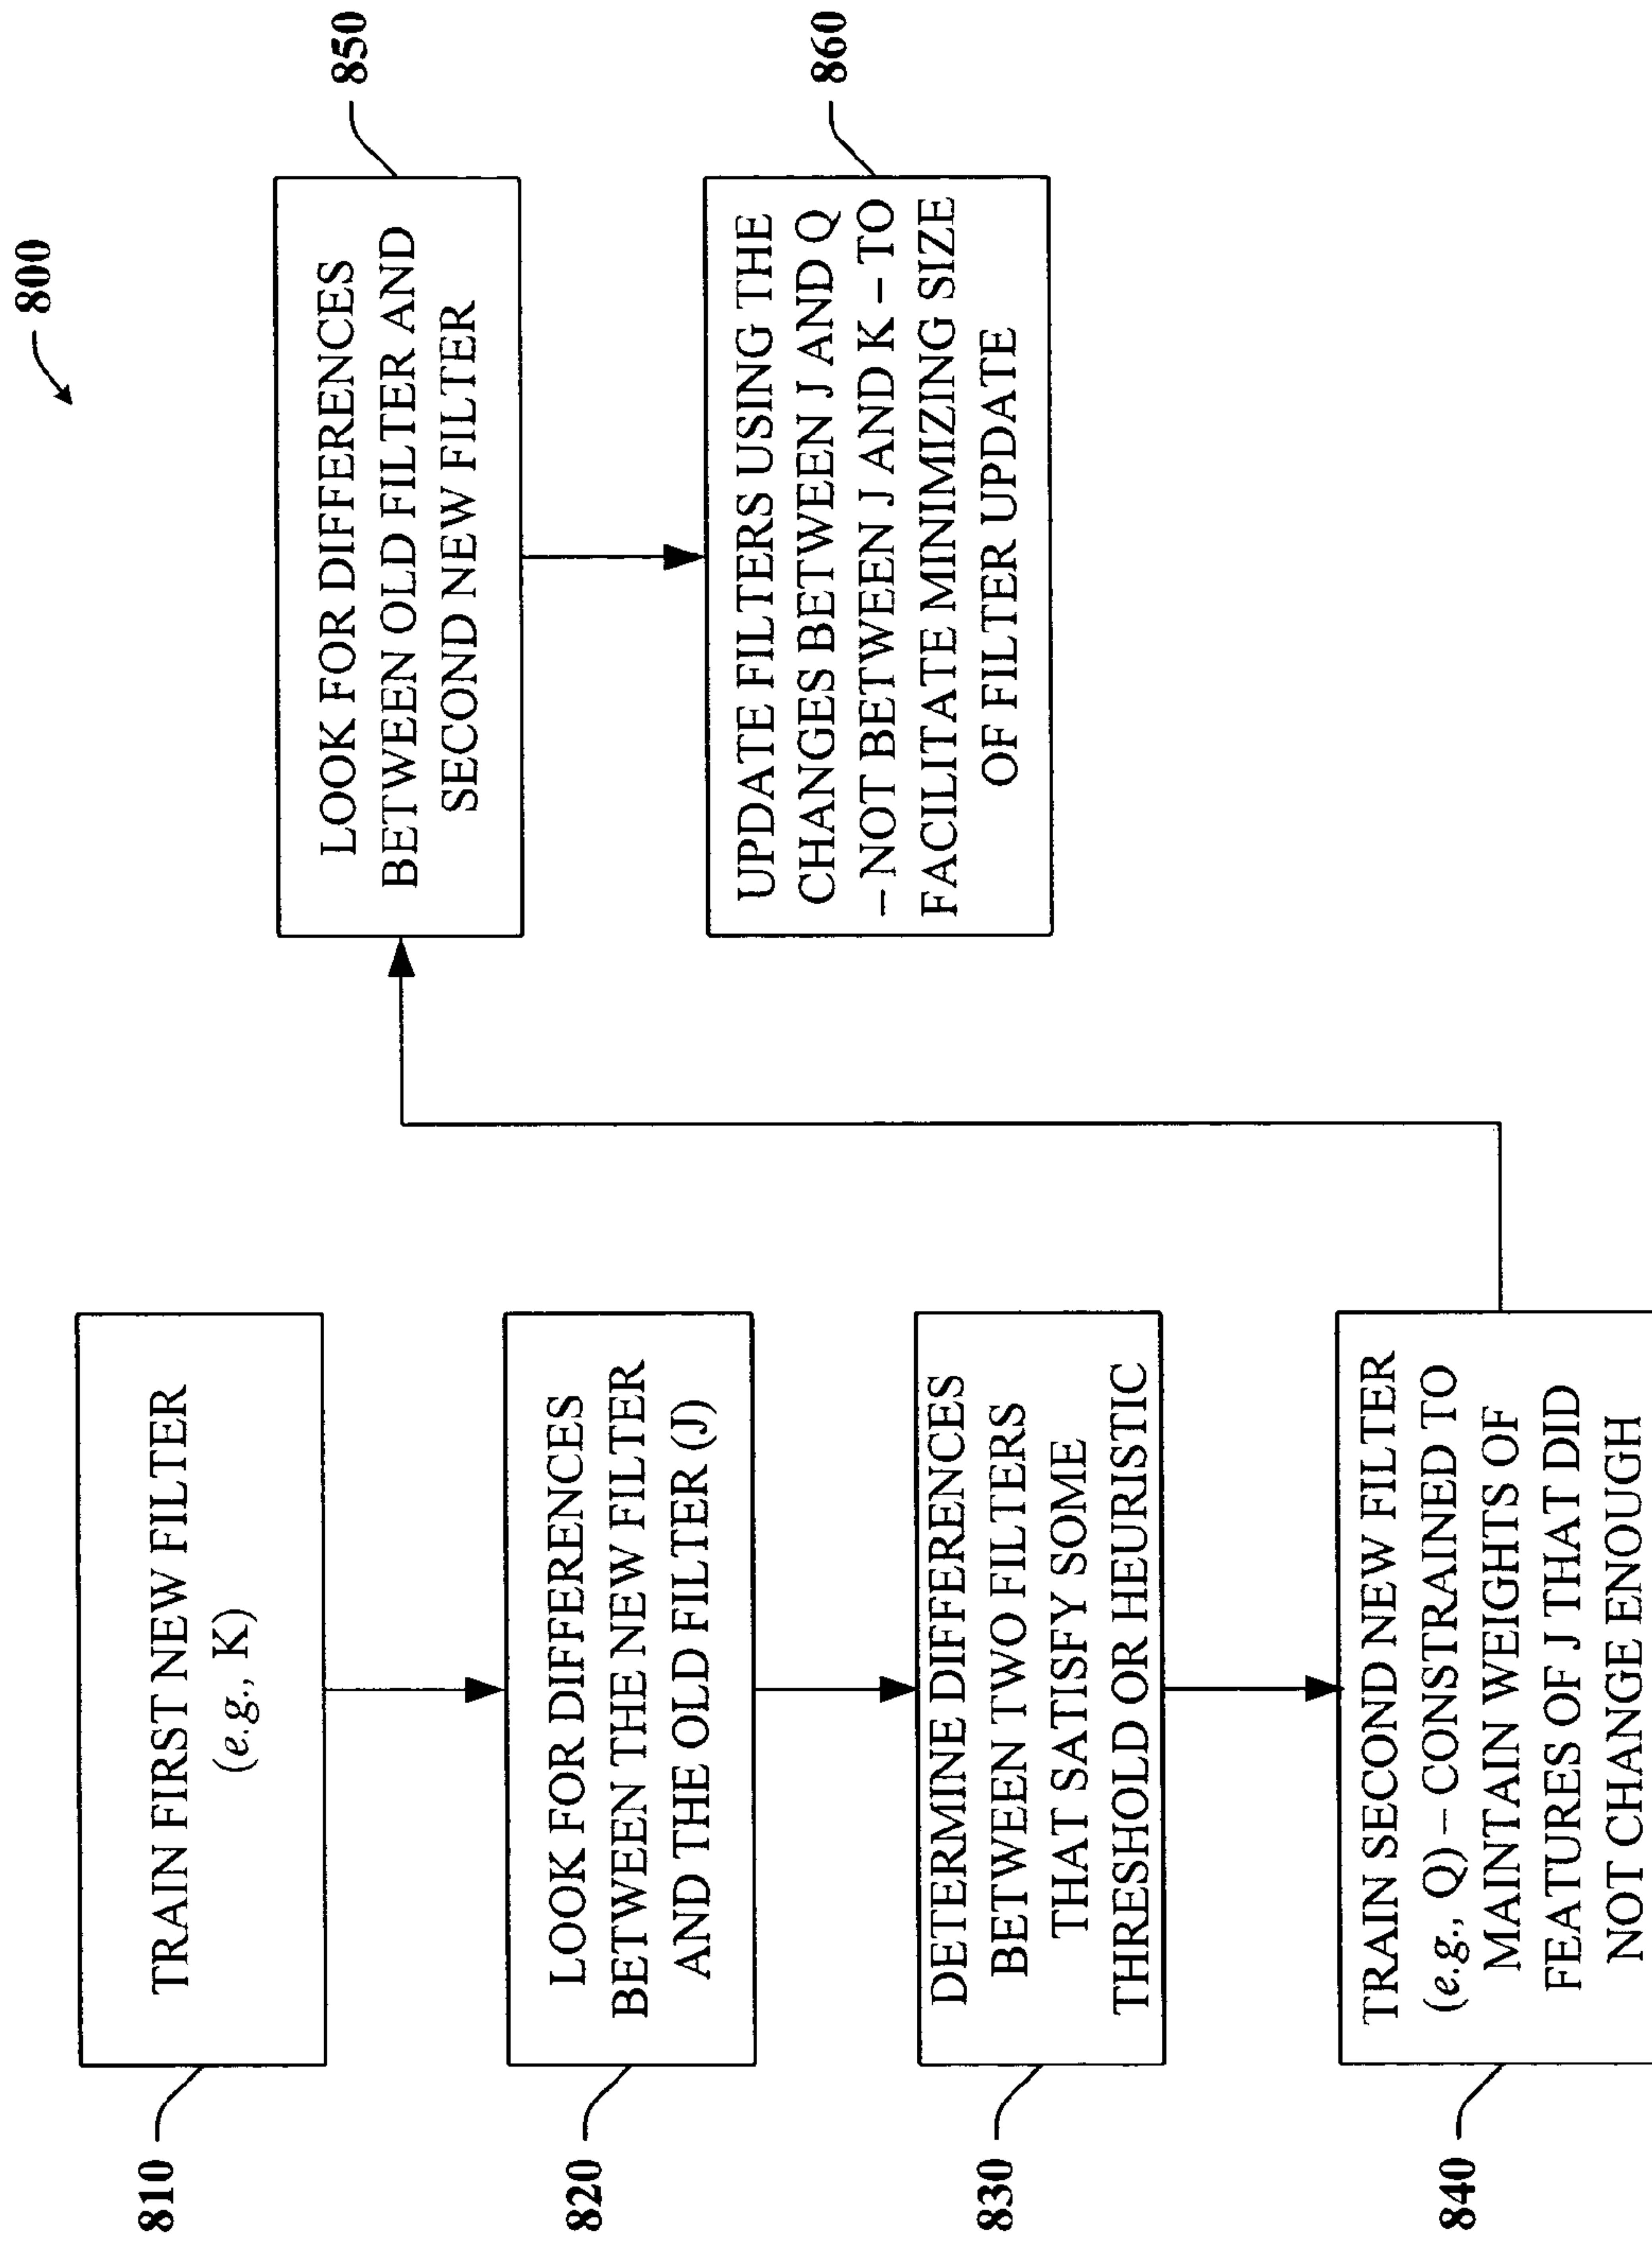 800
810
TRAIN FIRST NEW FILTER
(e.g., K)
820
LOOK FOR DIFFERENCES
BETWEEN THE NEW FILTER
AND THE OLD FILTER (J)
830
DETERMINE DIFFERENCES
BETWEEN TWO FILTERS
THAT SATISFY SOME
THRESHOLD OR HEURISTIC
840
TRAIN SECOND NEW FILTER
(e.g., Q) – CONSTRAINED TO
MAINTAIN WEIGHTS OF
FEATURES OF J THAT DID
NOT CHANGE ENOUGH
850
LOOK FOR DIFFERENCES
BETWEEN OLD FILTER AND
SECOND NEW FILTER
860
UPDATE FILTERS USING THE
CHANGES BETWEEN J AND Q
– NOT BETWEEN J AND K – TO
FACILITATE MINIMIZING SIZE
OF FILTER UPDATE